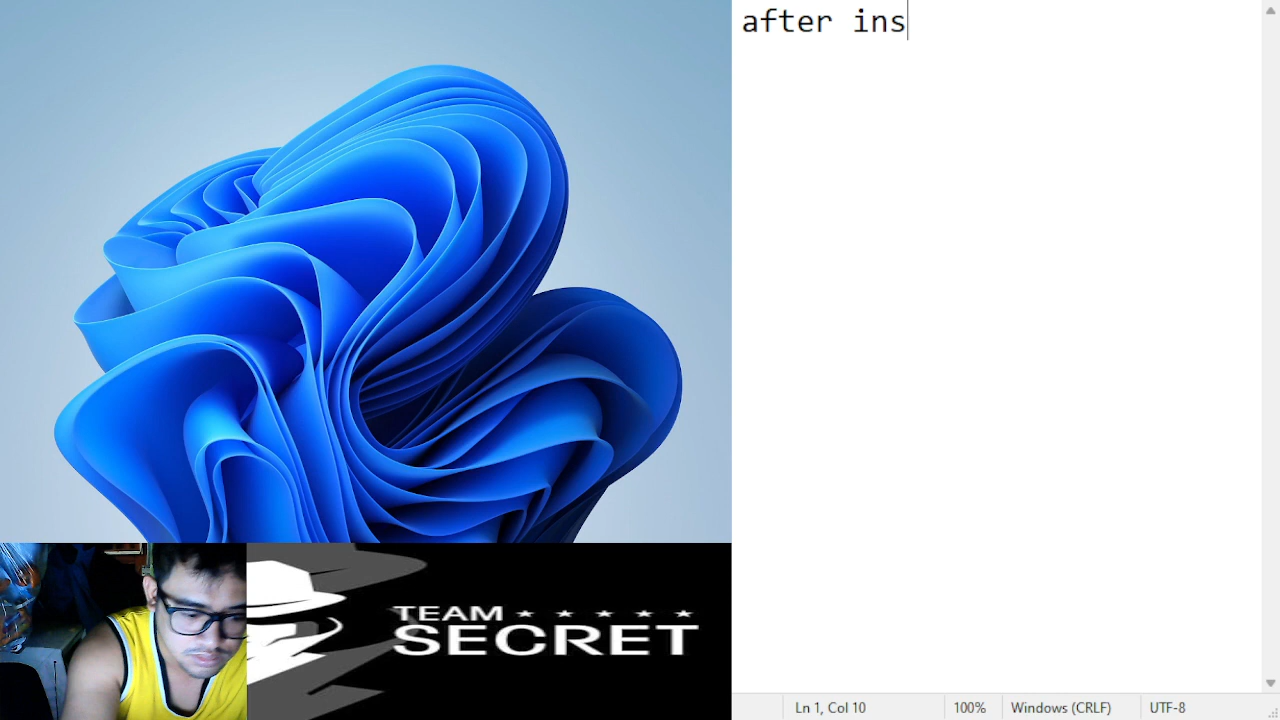 after ins
TEAM
SECRET
Ln 1, Col 10
100%
Windows (CRLF)
UTF-8